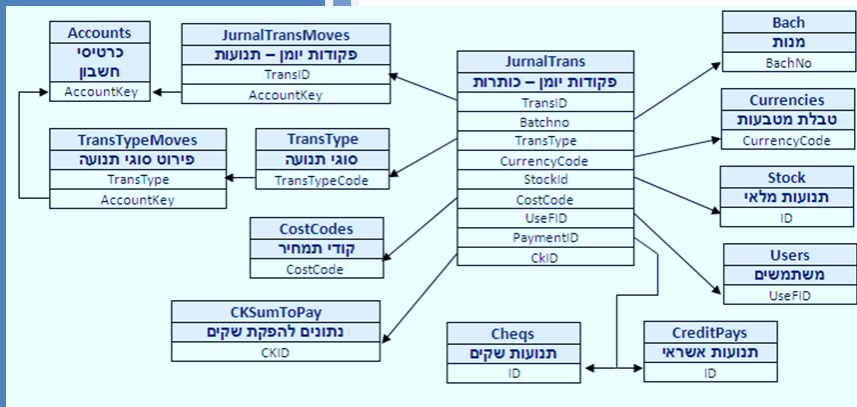 Accounts
כרטיסי
חשבון
AccountKey
JurnalTransMoves
פקודות יומן – תנועות
TransID
AccountKey
JurnalTrans
פקודות יומן – כותרות
TransID
Batchno
TransType
CurrencyCode
StockId
CostCode
UseFID
PaymentID
CkID
Bach
מנות
BachNo
Currencies
טבלת מטבעות
CurrencyCode
TransTypeMoves
פירוט סוגי תנועה
TransType
AccountKey
TransType
סוגי תנועה
TransTypeCode
Stock
תנועות מלאי
ID
CostCodes
קודי תמחיר
CostCode
Users
משתמשים
UseFID
CKSumToPay
נתונים להפקת שקים
CKID
Cheqs
תנועות שקים
ID
CreditPays
תנועות אשראי
ID